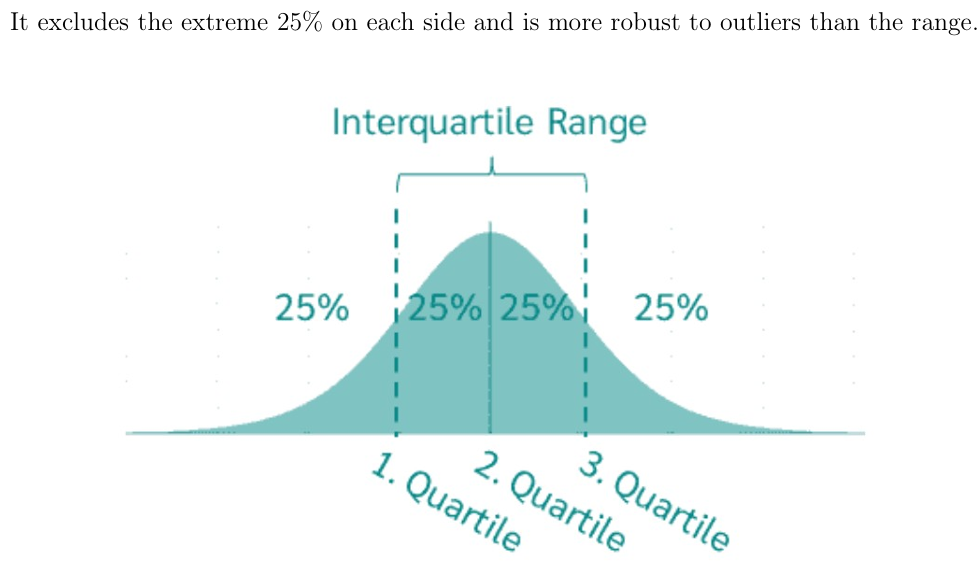 It excludes the extreme 25% on each side and is more robust to outliers than the range.
Interquartile Range
25% 25% 25% 25%
1. Quartile
2. Quartile
3. Quartile